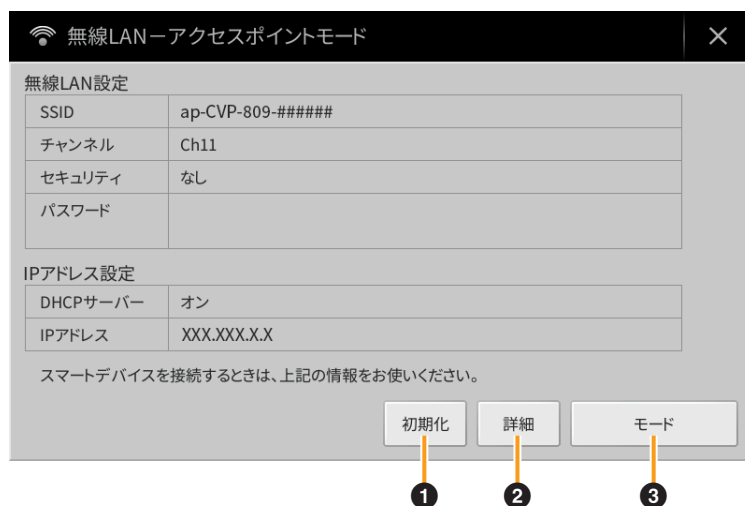 無線LAN－アクセスポイントモード
無線LAN設定
SSID ap-CVP-809-######
チャンネル Ch11
セキュリティ なし
パスワード
IPアドレス設定
DHCPサーバー オン
IPアドレス XXX.XXX.X.X
スマートデバイスを接続するときは、上記の情報をお使いください。
初期化 詳細 モード
❶ ❷ ❸